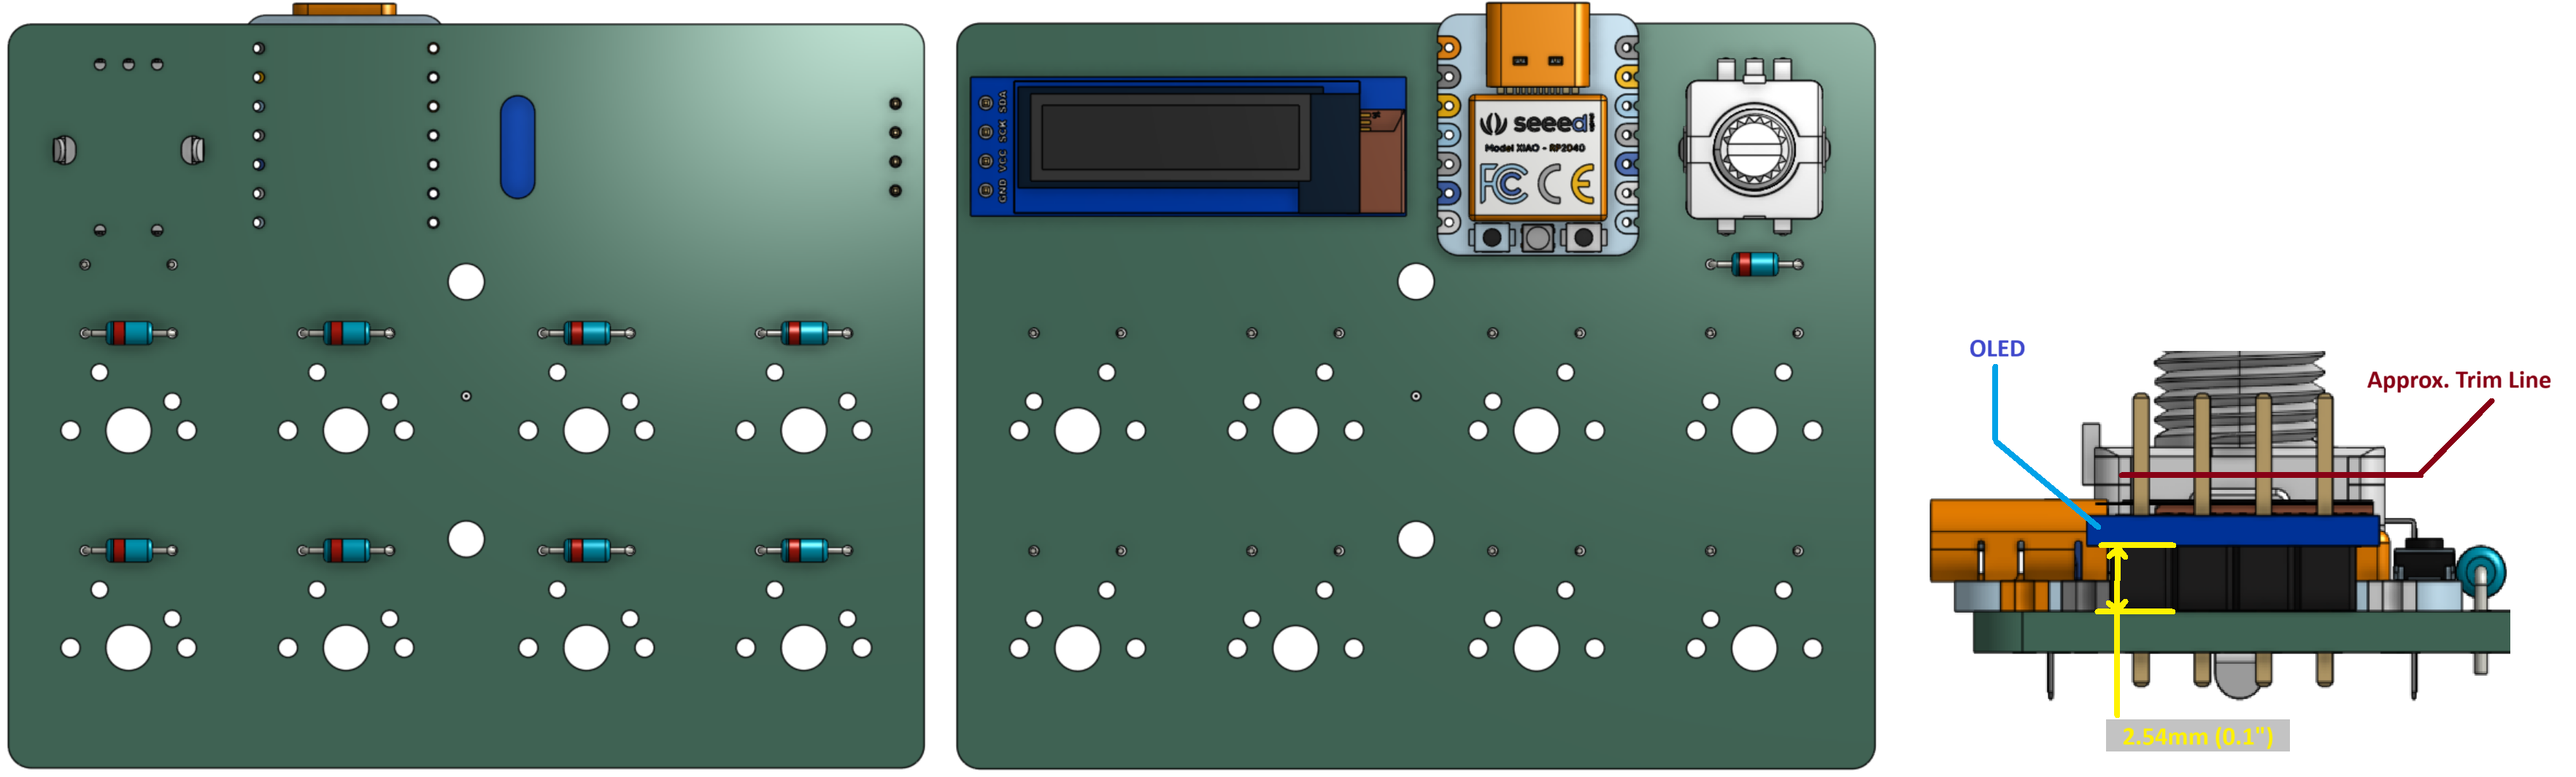 SDA
SCK
VCC
GND
seeed
Model XIAO - RP2040
FC CE
OLED
Approx. Trim Line
2.54mm (0.1")